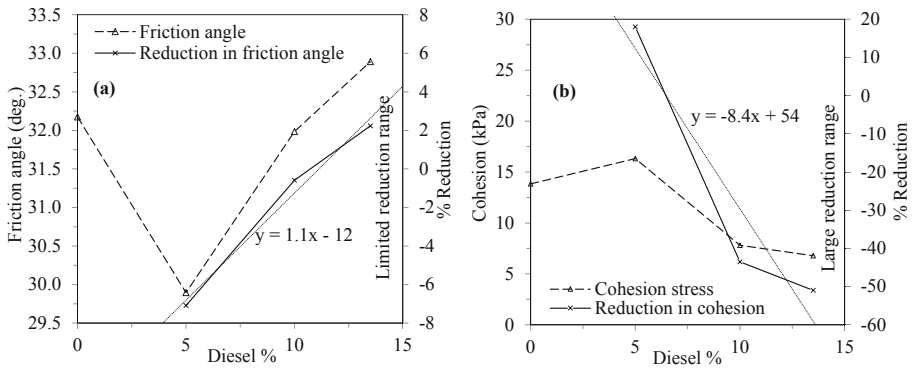 33.5
33.0
32.5
32.0
31.5
31.0
30.5
30.0
29.5
Friction angle (deg.)
Friction angle
Reduction in friction angle
(a)
y = 1.1x - 12
0
5
10
15
Diesel %
8
6
4
2
0
-2
-4
-6
-8
Limited reduction range
% Reduction
30
25
20
15
10
5
0
Cohesion (kPa)
(b)
y = -8.4x + 54
Cohesion stress
Reduction in cohesion
0
5
10
15
Diesel %
20
10
0
-10
-20
-30
-40
-50
-60
Large reduction range
% Reduction